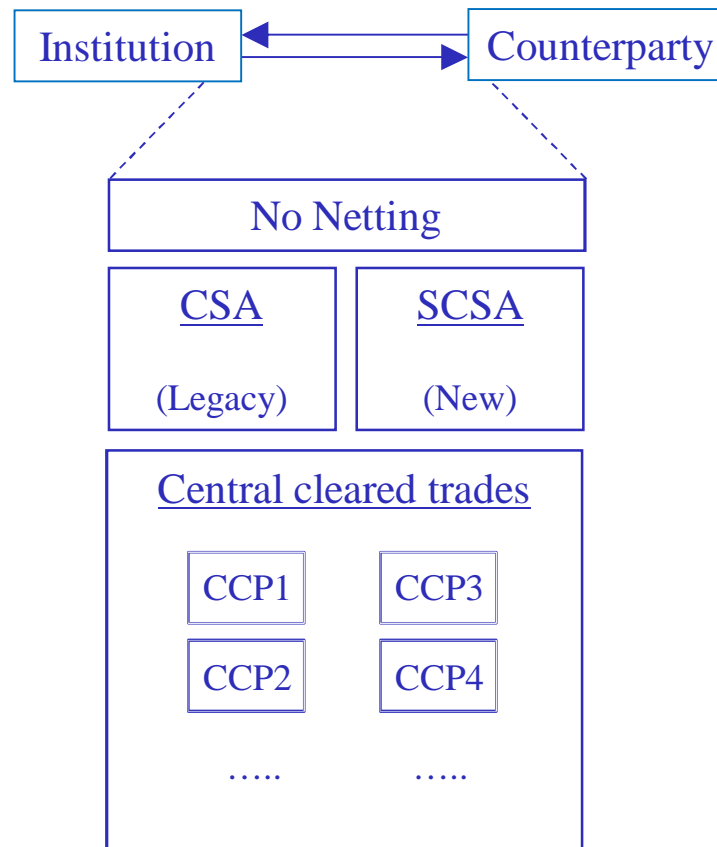 Institution
Counterparty
No Netting
CSA
SCSA
(Legacy)
(New)
Central cleared trades
CCP1
CCP3
CCP2
CCP4
…..
…..